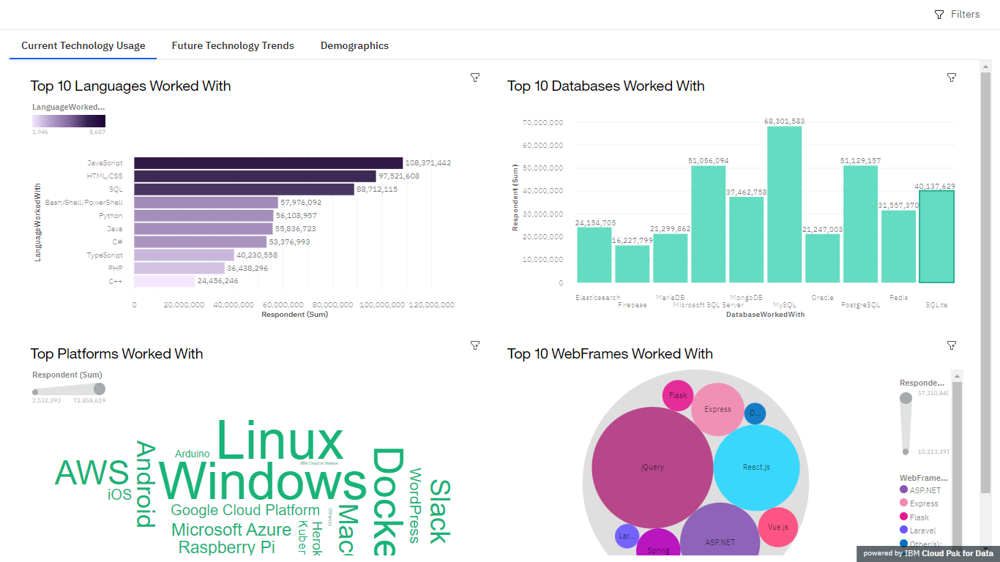 Filters
Current Technology Usage Future Technology Trends Demographics
Top 10 Languages Worked With
LanguageWorked...
1,946 8,687
LanguageWorkedWith
JavaScript 108,371,442
HTML/CSS 97,521,608
SQL 88,712,115
Bash/Shell/PowerShell 57,976,092
Python 56,108,957
Java 55,836,723
C# 53,376,993
TypeScript 40,230,558
PHP 36,438,296
C++ 24,456,246
0 20,000,000 40,000,000 60,000,000 80,000,000 100,000,000 120,000,000
Respondent (Sum)
Top 10 Databases Worked With
Respondent (Sum)
70,000,000
60,000,000
50,000,000
40,000,000
30,000,000
20,000,000
10,000,000
0
24,154,705
16,227,799
21,299,862
51,056,094
37,462,758
68,301,583
21,247,003
51,129,157
31,557,370
40,137,629
Elasticsearch MariaDB MongoDB Oracle Redis
Firebase Microsoft SQL Server MySQL PostgreSQL SQLite
DatabaseWorkedWith
Top Platforms Worked With
Respondent (Sum)
2,532,293 72,858,619
Linux
Arduino
IBM Cloud or Watson
AWS
Windows
iOS
Android
Docke
WordPress
Slack
Google Cloud Platform
Microsoft Azure
Raspberry Pi
Kuber
Herok
Other(s):
Mac
Top 10 WebFrames Worked With
Flask
Express
O...
jQuery
React.js
Lar...
Spring
ASP.NET
Vue.js
Responde...
57,310,840
10,213,391
WebFrame...
ASP.NET
Express
Flask
Laravel
Other(s):
powered by IBM Cloud Pak for Data